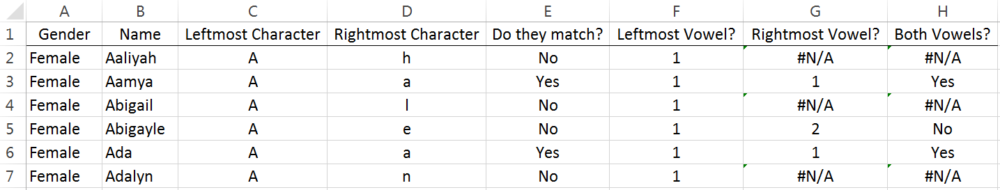 A B C D E F G H
1 Gender Name Leftmost Character Rightmost Character Do they match? Leftmost Vowel? Rightmost Vowel? Both Vowels?
2 Female Aaliyah A h No 1 #N/A #N/A
3 Female Aamya A a Yes 1 1 Yes
4 Female Abigail A l No 1 #N/A #N/A
5 Female Abigayle A e No 1 2 No
6 Female Ada A a Yes 1 1 Yes
7 Female Adalyn A n No 1 #N/A #N/A